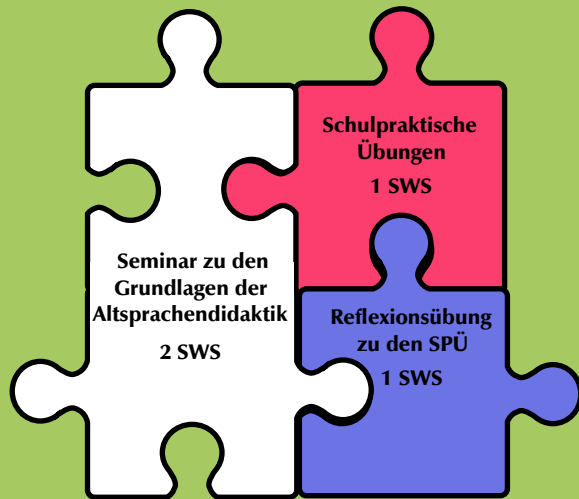 Seminar zu den
Grundlagen der
Altsprachendidaktik
2 SWS
Schulpraktische
Übungen
1 SWS
Reflexionsübung
zu den SPÜ
1 SWS